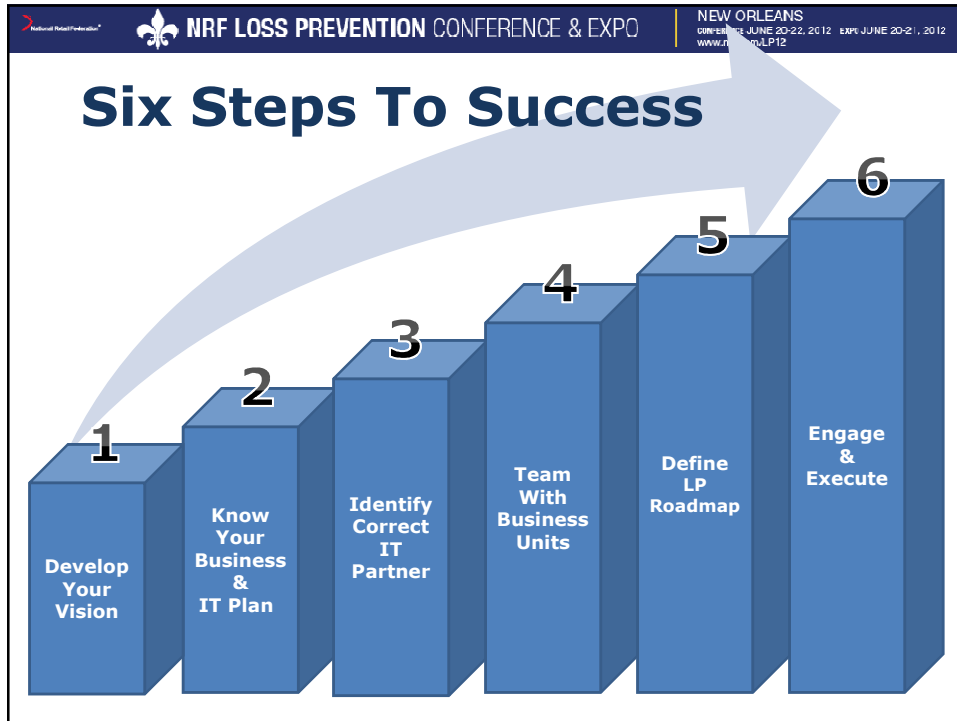 National Retail Federation®
NRF LOSS PREVENTION CONFERENCE & EXPO
NEW ORLEANS
CONFERENCE JUNE 20-22, 2012 EXPO JUNE 20-21, 2012
Six Steps To Success
1
Develop
Your
Vision
2
Know
Your
Business
&
IT Plan
3
Identify
Correct
IT
Partner
4
Team
With
Business
Units
5
Define
LP
Roadmap
6
Engage
&
Execute